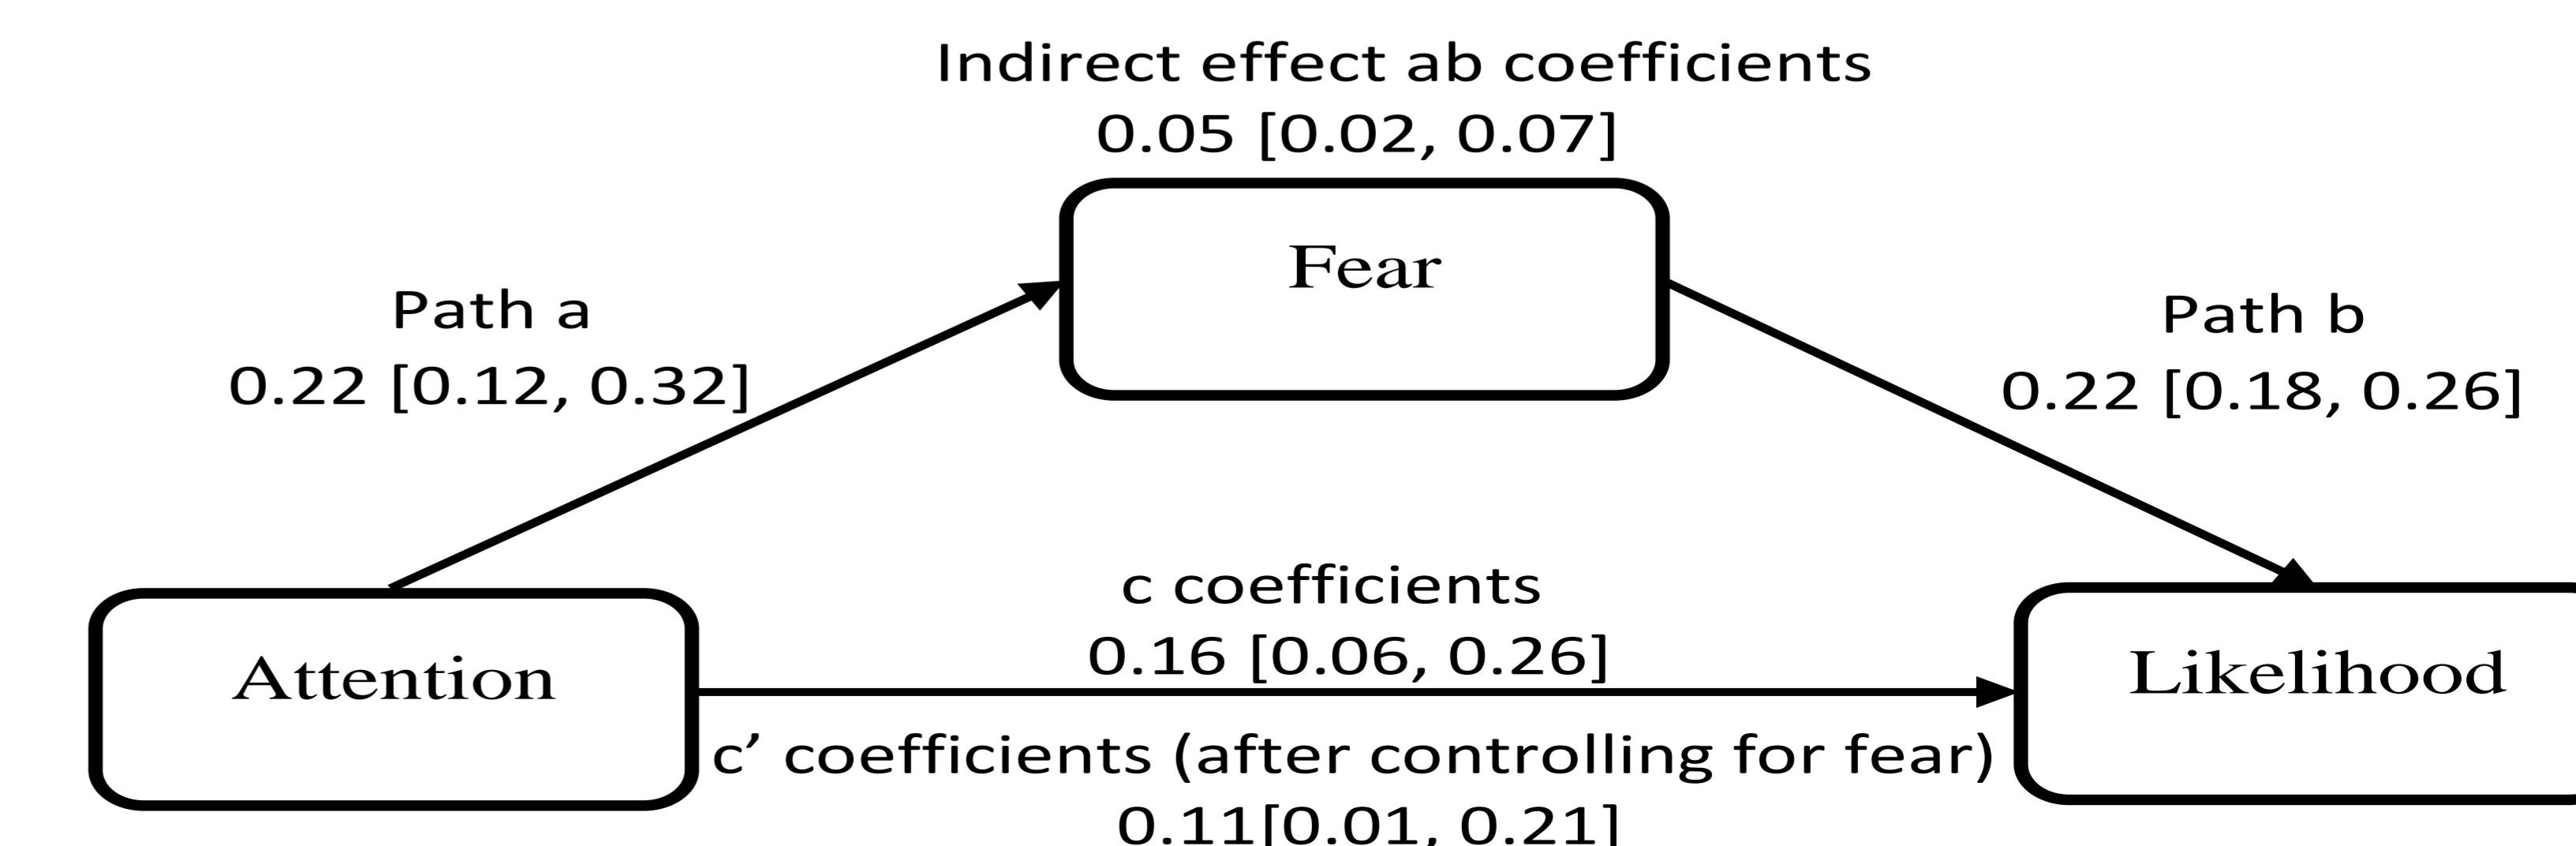 Indirect effect ab coefficients
0.05 [0.02, 0.07]
Fear
Path a
0.22 [0.12, 0.32]
Path b
0.22 [0.18, 0.26]
c coefficients
0.16 [0.06, 0.26]
Attention
Likelihood
c’ coefficients (after controlling for fear)
0.11[0.01, 0.21]